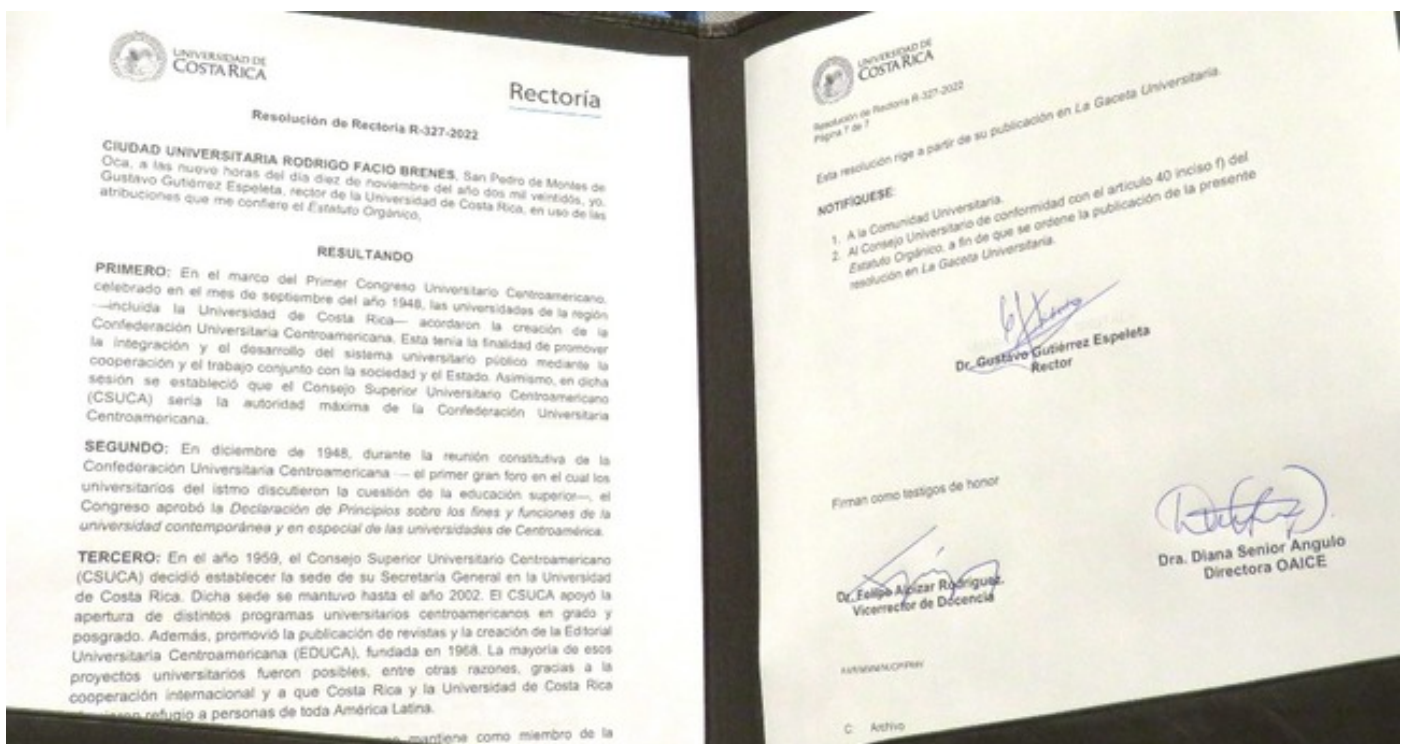 UNIVERSIDAD DE
COSTA RICA
Rectoría
Resolución de Rectoría R-327-2022
CIUDAD UNIVERSITARIA RODRIGO FACIO BRENES, San Pedro de Montes de
Oca, a las nueve horas del día diez de noviembre del año dos mil veintidós, yo,
Gustavo Gutiérrez Espeleta, rector de la Universidad de Costa Rica, en uso de las
atribuciones que me confiere el Estatuto Orgánico,
RESULTANDO
PRIMERO: En el marco del Primer Congreso Universitario Centroamericano,
celebrado en el mes de septiembre del año 1948, las universidades de la región
—incluida la Universidad de Costa Rica— acordaron la creación de la
Confederación Universitaria Centroamericana. Esta tenía la finalidad de promover
la integración y el desarrollo del sistema universitario público mediante la
cooperación y el trabajo conjunto con la sociedad y el Estado. Asimismo, en dicha
sesión se estableció que el Consejo Superior Universitario Centroamericano
(CSUCA) sería la autoridad máxima de la Confederación Universitaria
Centroamericana.
SEGUNDO: En diciembre de 1948, durante la reunión constitutiva de la
Confederación Universitaria Centroamericana — el primer gran foro en el cual los
universitarios del istmo discutieron la cuestión de la educación superior—, el
Congreso aprobó la Declaración de Principios sobre los fines y funciones de la
universidad contemporánea y en especial de las universidades de Centroamérica.
TERCERO: En el año 1959, el Consejo Superior Universitario Centroamericano
(CSUCA) decidió establecer la sede de su Secretaría General en la Universidad
de Costa Rica. Dicha sede se mantuvo hasta el año 2002. El CSUCA apoyó la
apertura de distintos programas universitarios centroamericanos en grado y
posgrado. Además, promovió la publicación de revistas y la creación de la Editorial
Universitaria Centroamericana (EDUCA), fundada en 1968. La mayoría de esos
proyectos universitarios fueron posibles, entre otras razones, gracias a la
cooperación internacional y a que Costa Rica y la Universidad de Costa Rica
refugio a personas de toda América Latina.
mantiene como miembro de la
UNIVERSIDAD DE
COSTA RICA
Resolución de Rectoría R-327-2022
Página 7 de 7
Esta resolución rige a partir de su publicación en La Gaceta Universitaria.
NOTIFÍQUESE:
1. A la Comunidad Universitaria.
2. Al Consejo Universitario de conformidad con el artículo 40 inciso f) del
Estatuto Orgánico, a fin de que se ordene la publicación de la presente
resolución en La Gaceta Universitaria.
Dr. Gustavo Gutiérrez Espeleta
Rector
Firman como testigos de honor
Dr. Felipe Alpízar Rodríguez
Vicerrector de Docencia
Dra. Diana Senior Angulo
Directora OAICE
C: Archivo